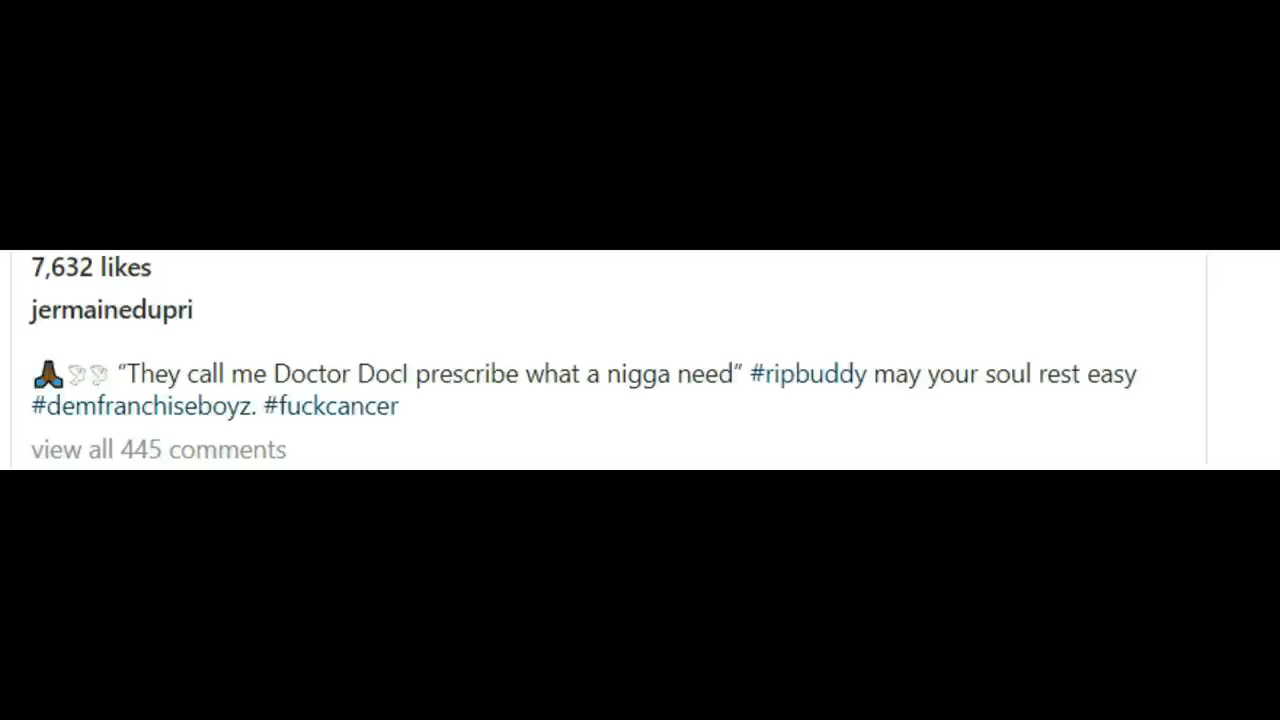 7,632 likes
jermainedupri
🙏🏾🕊🕊 “They call me Doctor Docl prescribe what a nigga need” #ripbuddy may your soul rest easy
#demfranchiseboyz. #fuckcancer
view all 445 comments